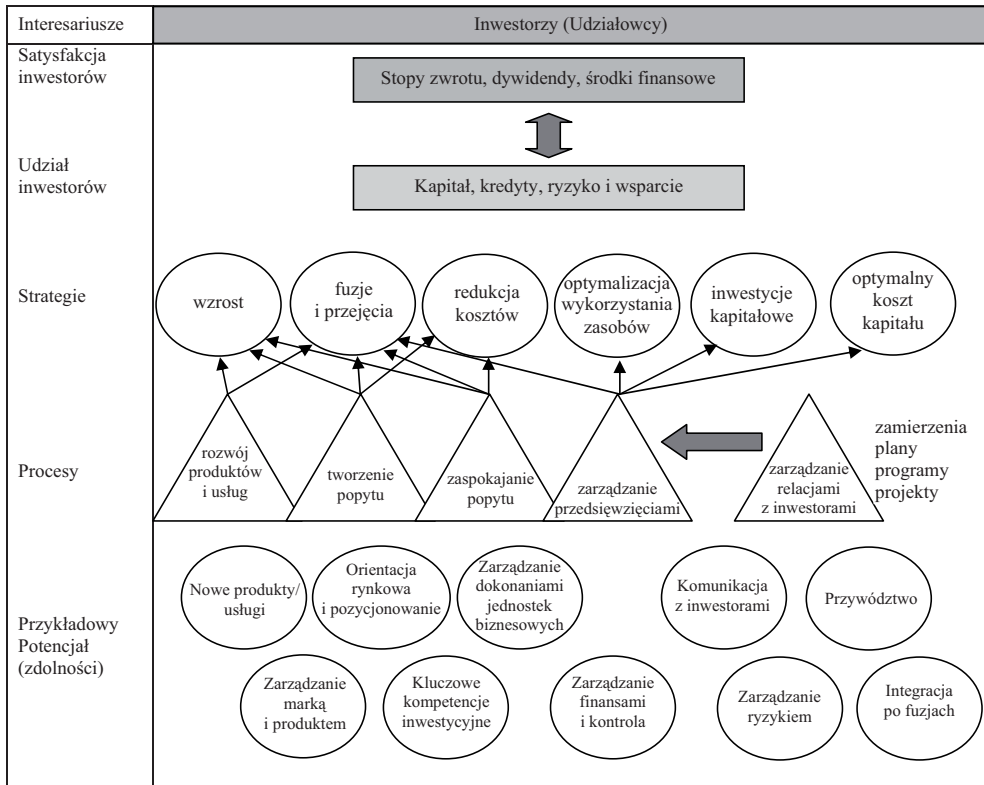 Interesariusze
Inwestorzy (Udziałowcy)
Satysfakcja
inwestorów
Stopy zwrotu, dywidendy, środki finansowe
Udział
inwestorów
Kapitał, kredyty, ryzyko i wsparcie
Strategie
wzrost
fuzje
i przejęcia
redukcja
kosztów
optymalizacja
wykorzystania
zasobów
inwestycje
kapitałowe
optymalny
koszt
kapitału
Procesy
rozwój
produktów
i usług
tworzenie
popytu
zaspokajanie
popytu
zarządzanie
przedsięwzięciami
zarządzanie
relacjami
z inwestorami
zamierzenia
plany
programy
projekty
Przykładowy
Potencjał
(zdolności)
Nowe produkty/
usługi
Orientacja
rynkowa
i pozycjonowanie
Zarządzanie
dokonaniami
jednostek
biznesowych
Komunikacja
z inwestorami
Przywództwo
Zarządzanie
marką
i produktem
Kluczowe
kompetencje
inwestycyjne
Zarządzanie
finansami
i kontrola
Zarządzanie
ryzykiem
Integracja
po fuzjach